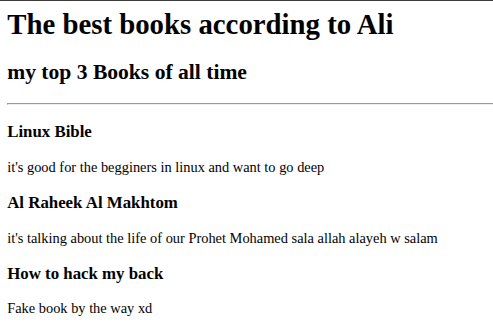 The best books according to Ali
my top 3 Books of all time
Linux Bible
it's good for the begginers in linux and want to go deep
Al Raheek Al Makhtom
it's talking about the life of our Prohet Mohamed sala allah alayeh w salam
How to hack my back
Fake book by the way xd